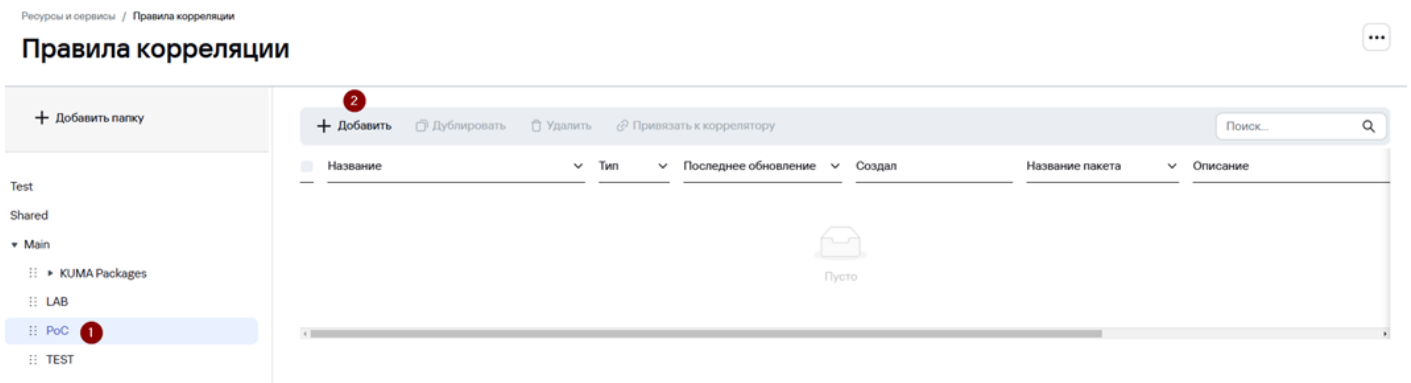 Ресурсы и сервисы / Правила корреляции
Правила корреляции
...
+ Добавить папку
2
+ Добавить Дублировать Удалить Привязать к коррелятору Поиск...
Название Тип Последнее обновление Создал Название пакета Описание
Test
Shared
Main
KUMA Packages
LAB
PoC 1
TEST
Пусто